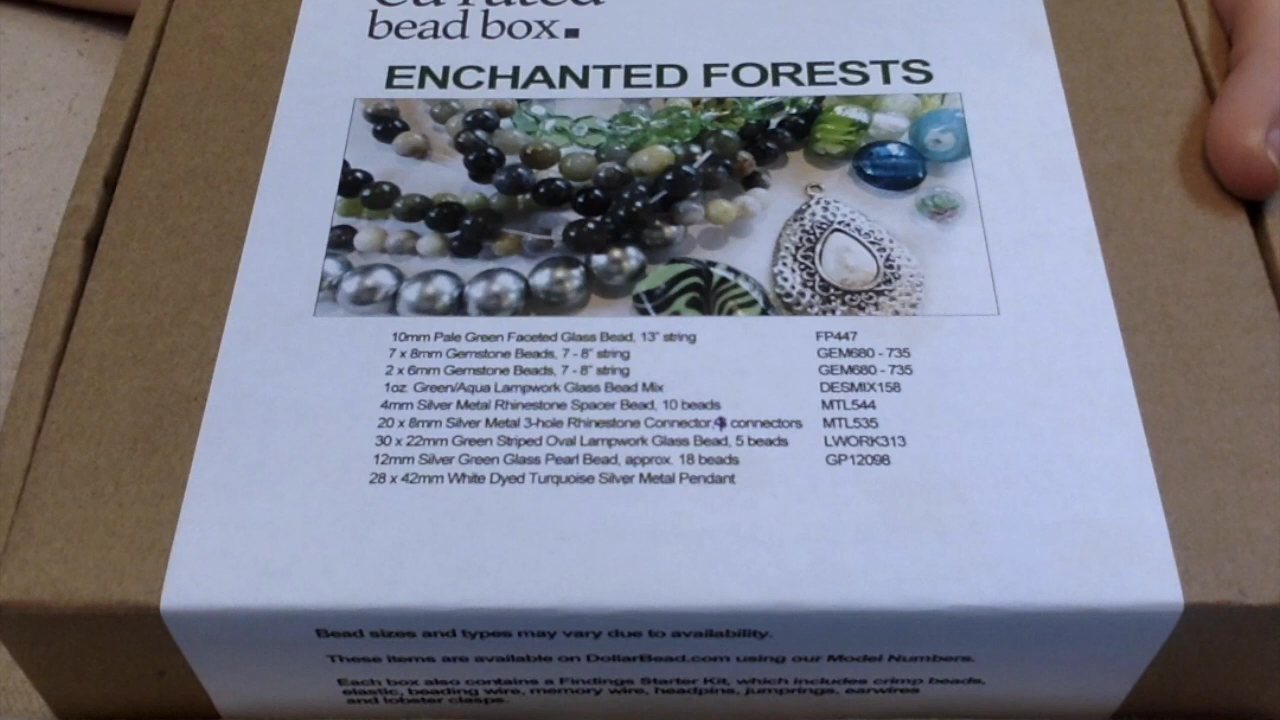 Cu rated
bead box.
ENCHANTED FORESTS
10mm Pale Green Faceted Glass Bead, 13" string FP447
7 x 8mm Gemstone Beads, 7 - 8" string GEM680 - 735
2 x 6mm Gemstone Beads, 7 - 8" string GEM680 - 735
1oz. Green/Aqua Lampwork Glass Bead Mix DESMIX158
4mm Silver Metal Rhinestone Spacer Bead, 10 beads MTL544
20 x 8mm Silver Metal 3-hole Rhinestone Connector, connectors MTL535
30 x 22mm Green Striped Oval Lampwork Glass Bead, 5 beads LWORK313
12mm Silver Green Glass Pearl Bead, approx. 18 beads GP12098
28 x 42mm White Dyed Turquoise Silver Metal Pendant
Bead sizes and types may vary due to availability.
These items are available on DollarBead.com using our Model Numbers.
Each box also contains a Findings Starter Kit, which includes crimp beads,
elastic, beading wire, memory wire, headpins, jumprings, earwires
and lobster clasps.